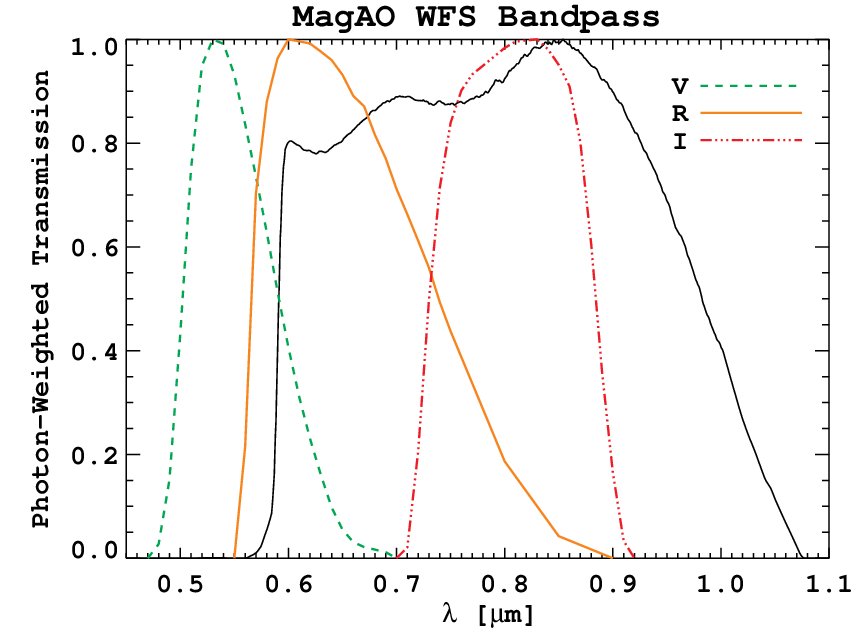 MagAO WFS Bandpass
Photon-Weighted Transmission
1.0
0.8
0.6
0.4
0.2
0.0
V
R
I
0.5 0.6 0.7 0.8 0.9 1.0 1.1
λ [μm]